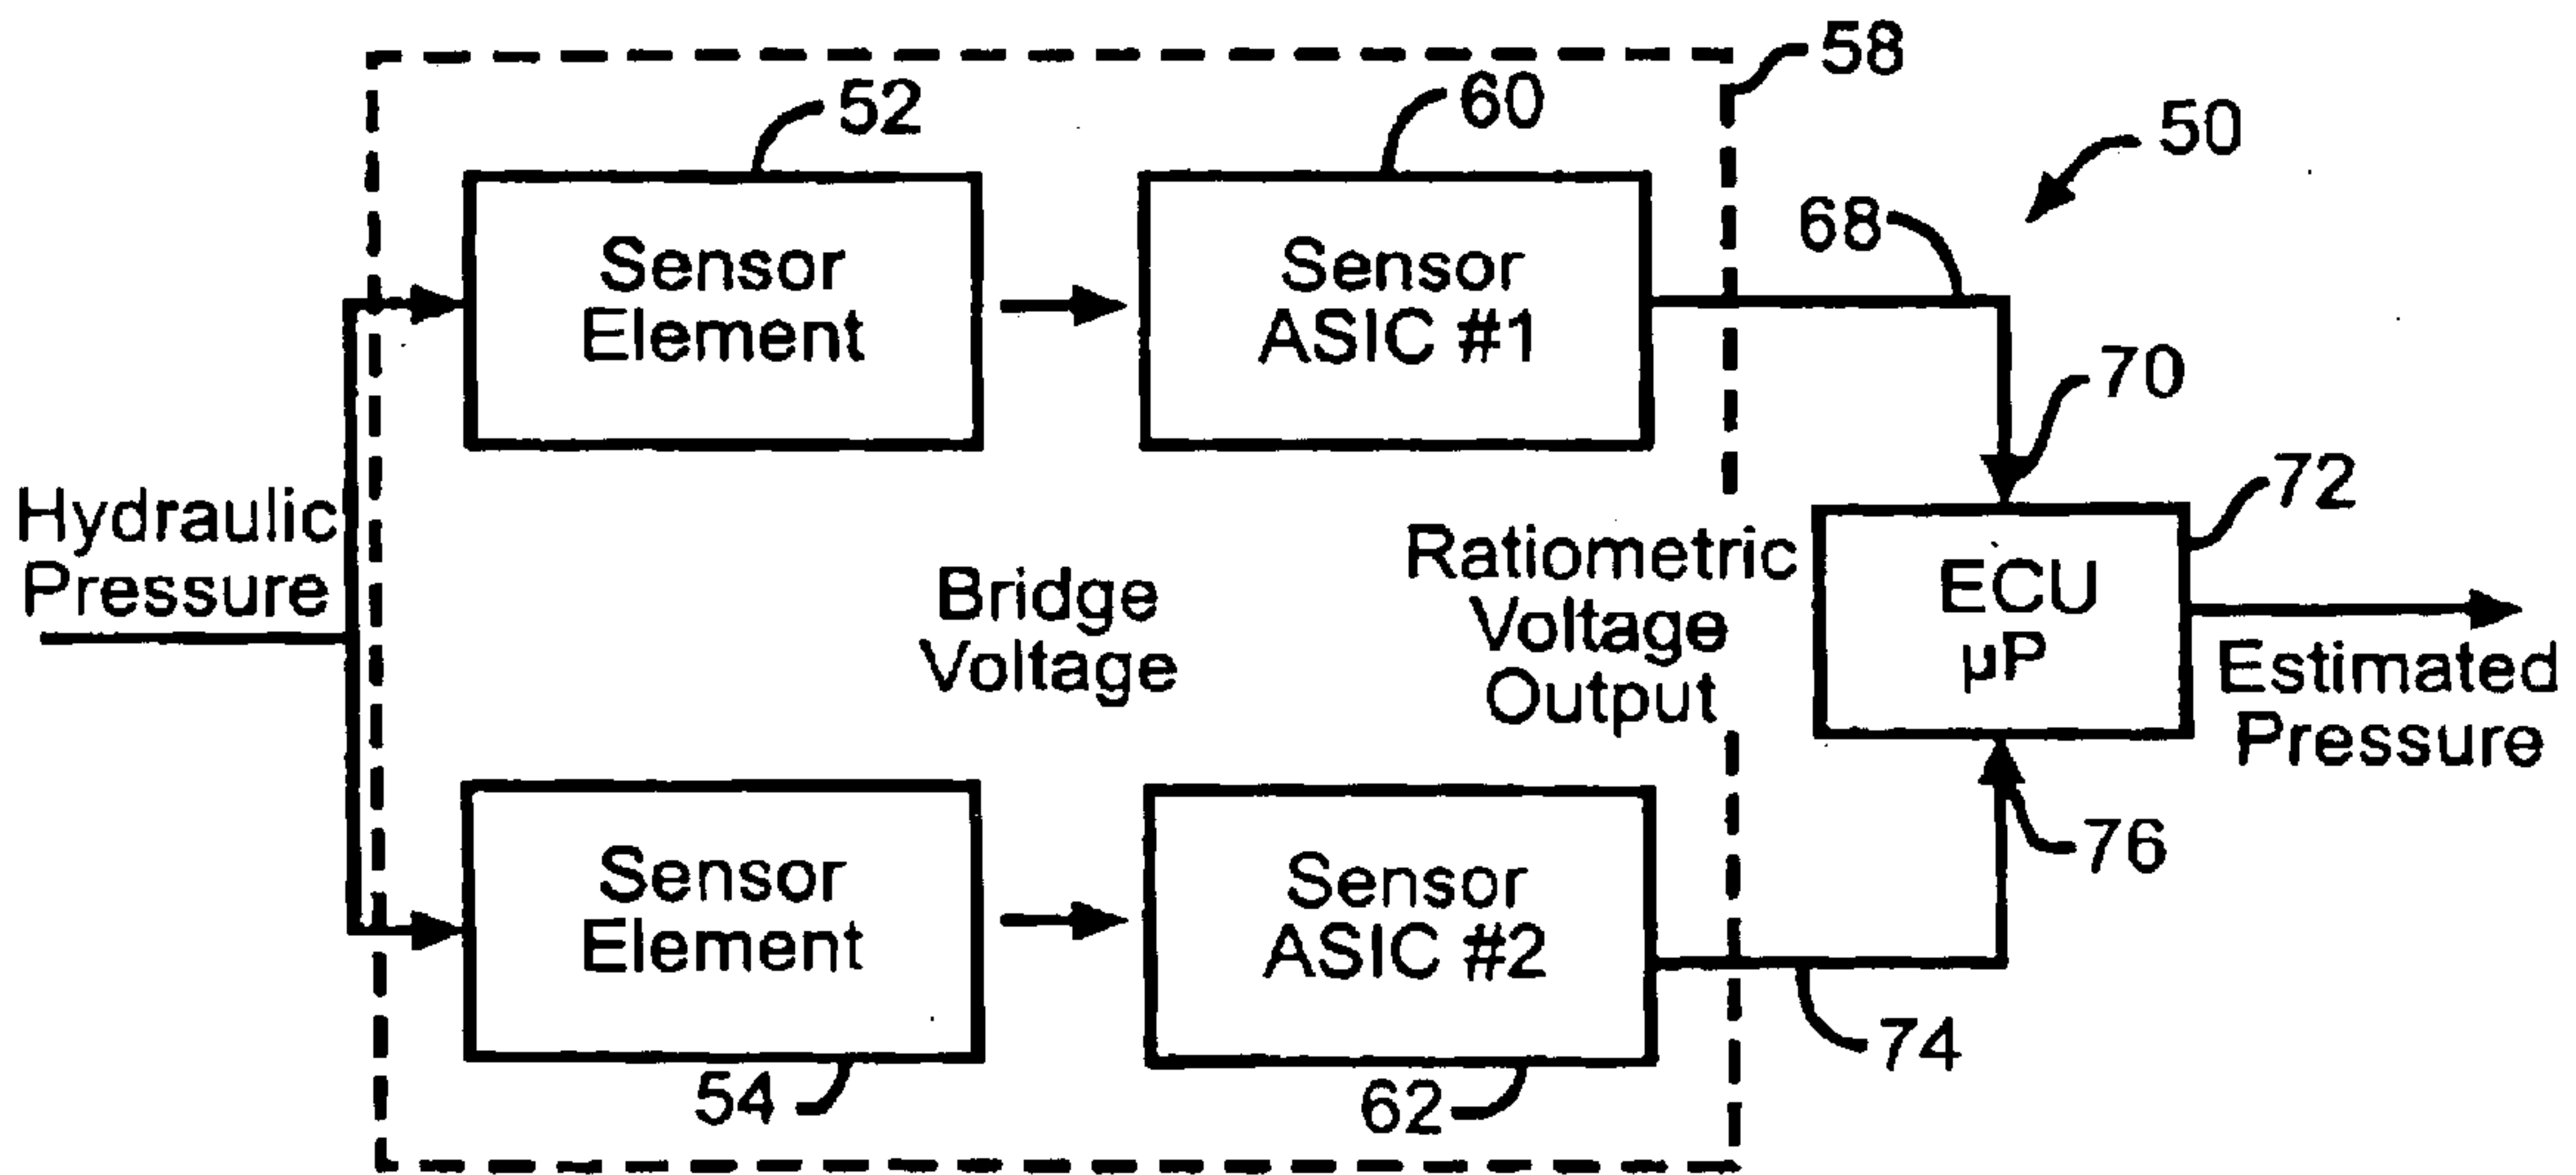 58
52
60
50
Sensor
Element
Sensor
ASIC #1
68
70
Hydraulic
Pressure
Bridge
Voltage
Ratiometric
Voltage
Output
72
ECU
µP
Estimated
Pressure
Sensor
Element
Sensor
ASIC #2
76
74
54
62